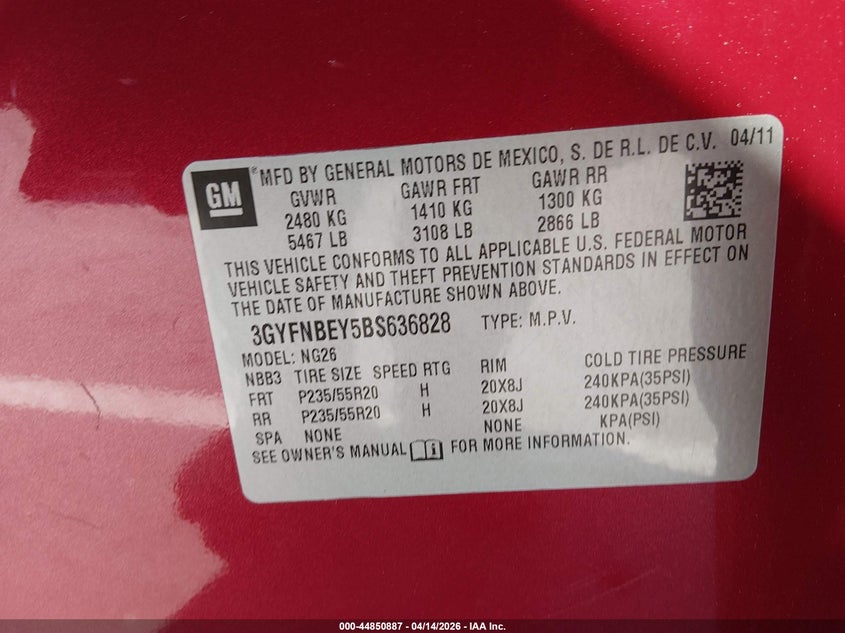 GM
® MFD BY GENERAL MOTORS DE MEXICO, S. DE R.L. DE C.V. 04/11
GVWR GAWR FRT GAWR RR
2480 KG 1410 KG 1300 KG
5467 LB 3108 LB 2866 LB
THIS VEHICLE CONFORMS TO ALL APPLICABLE U.S. FEDERAL MOTOR
VEHICLE SAFETY AND THEFT PREVENTION STANDARDS IN EFFECT ON
THE DATE OF MANUFACTURE SHOWN ABOVE.
3GYFNBEY5BS636828 TYPE: M.P.V.
MODEL: NG26
NBB3 TIRE SIZE SPEED RTG RIM COLD TIRE PRESSURE
FRT P235/55R20 H 20X8J 240KPA(35PSI)
RR P235/55R20 H 20X8J 240KPA(35PSI)
SPA NONE NONE KPA(PSI)
SEE OWNER'S MANUAL FOR MORE INFORMATION.
000-44850887 - 04/14/2026 - IAA Inc.